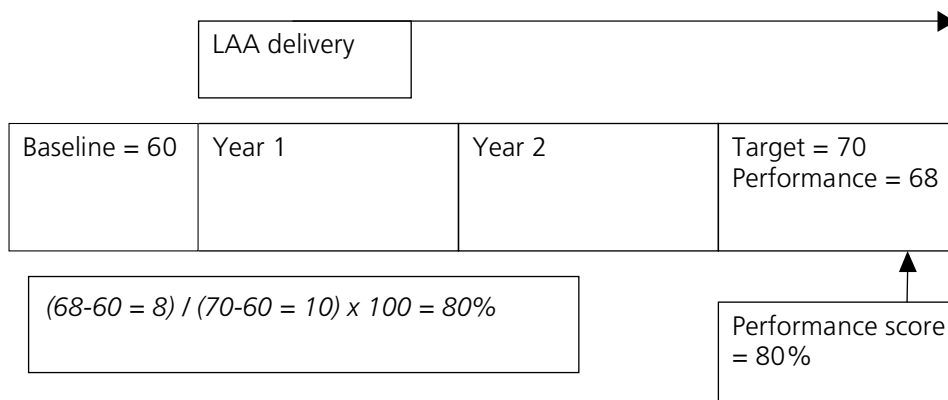 LAA delivery
Baseline = 60
Year 1
Year 2
Target = 70
Performance = 68
(68-60 = 8) / (70-60 = 10) x 100 = 80%
Performance score
= 80%